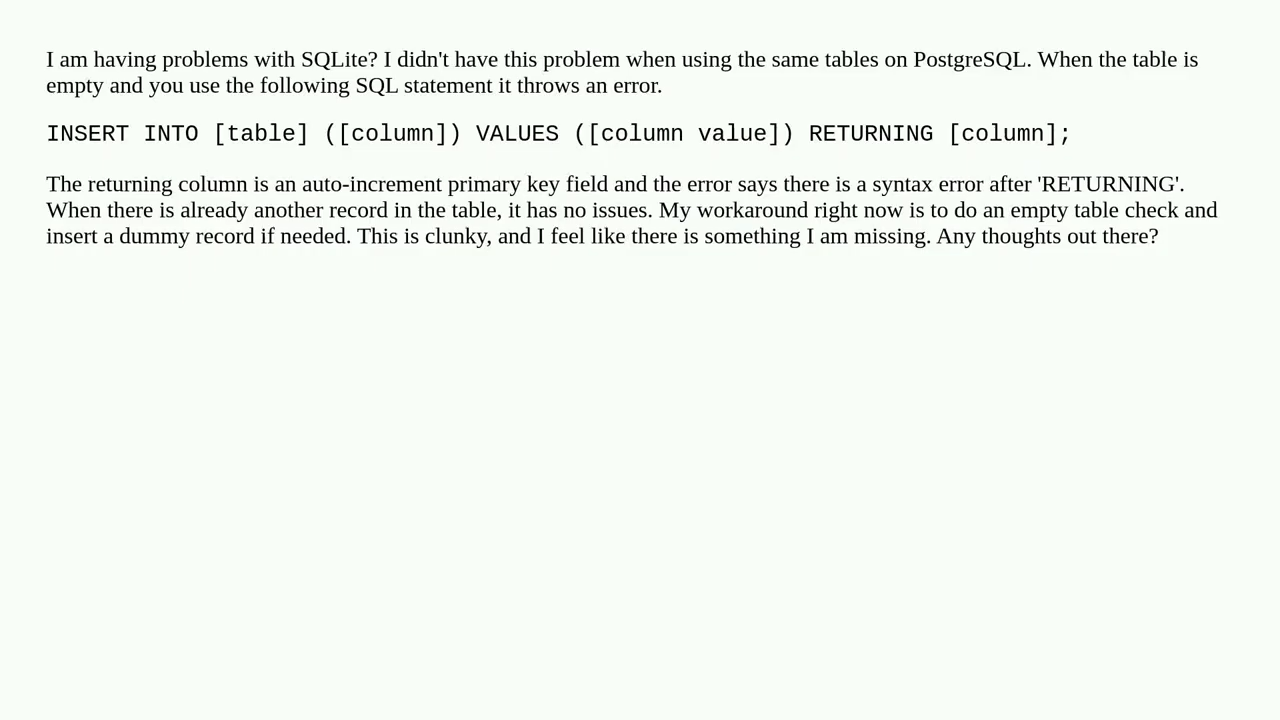 I am having problems with SQLite? I didn't have this problem when using the same tables on PostgreSQL. When the table is
empty and you use the following SQL statement it throws an error.
INSERT INTO [table] ([column]) VALUES ([column value]) RETURNING [column];
The returning column is an auto-increment primary key field and the error says there is a syntax error after 'RETURNING'.
When there is already another record in the table, it has no issues. My workaround right now is to do an empty table check and
insert a dummy record if needed. This is clunky, and I feel like there is something I am missing. Any thoughts out there?